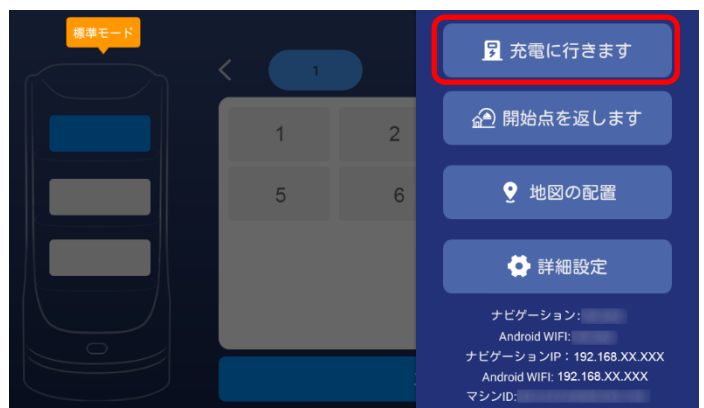 標準モード
1
1
2
5
6
充電に行きます
開始点を返します
地図の配置
詳細設定
ナビゲーション:
Android WIFI:
ナビゲーションIP：192.168.XX.XXX
Android WIFI: 192.168.XX.XXX
マシンID: